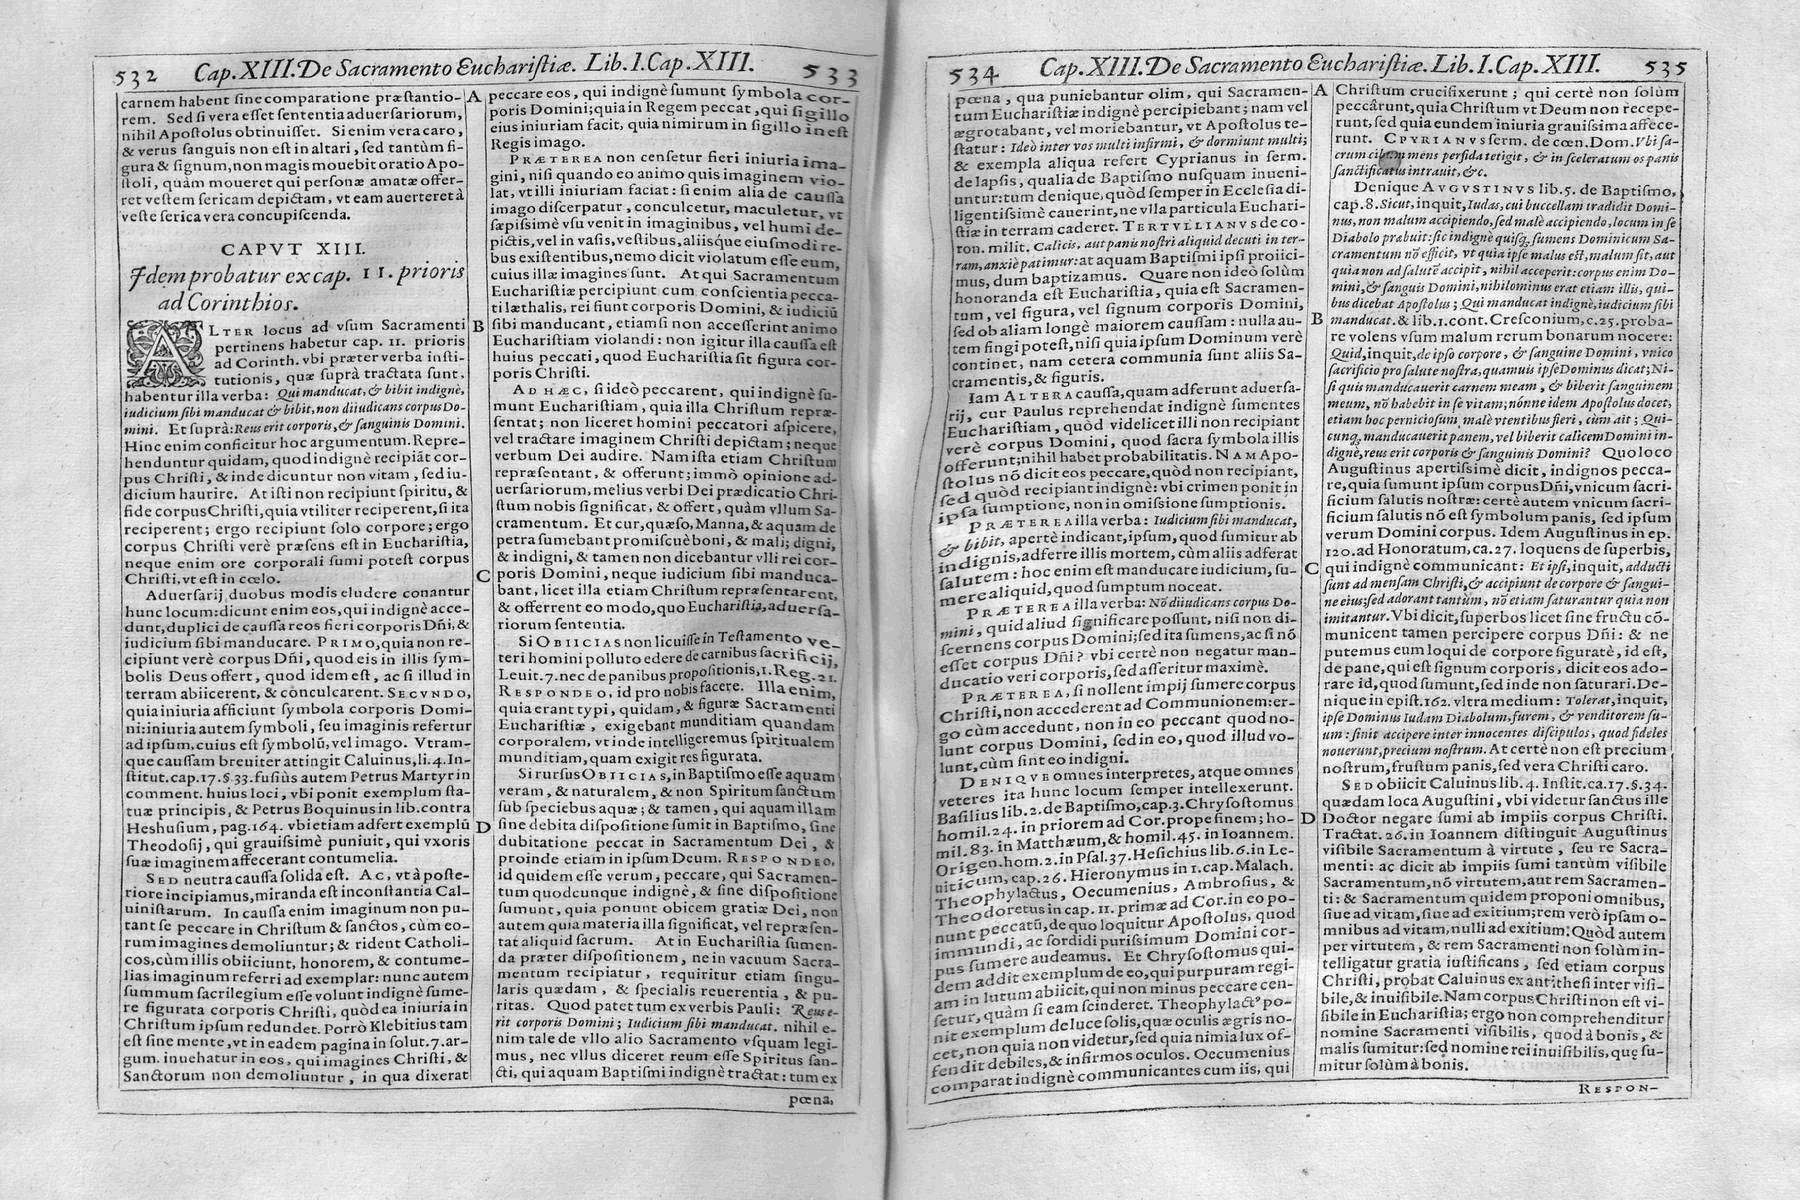 532 Cap. XIII. De Sacramento Eucharistiæ. Lib. I. Cap. XIII. 533
carnem habent sine comparatione præstantio-
rem. Sed si vera esset sententia aduersariorum,
nihil Apostolus obtinuisset. Si enim vera caro,
& verus sanguis non est in altari, sed tantùm fi-
gura & signum, non magis mouebit oratio Apo-
stoli, quàm moueret qui personæ amatæ offer-
ret vestem sericam depictam, vt eam auerteret à
veste serica vera concupiscenda.
CAPVT XIII.
Idem probatur ex cap. 11. prioris
ad Corinthios.
ALTER locus ad vsum Sacramenti
pertinens habetur cap. 11. prioris
ad Corinth. vbi præter verba insti-
tutionis, quæ suprà tractata sunt,
habentur illa verba: Qui manducat, & bibit indignè,
iudicium sibi manducat & bibit, non diiudicans corpus Do-
mini. Et suprà: Reus erit corporis, & sanguinis Domini.
Hinc enim conficitur hoc argumentum. Repre-
henduntur quidam, quod indignè recipiāt cor-
pus Christi, & inde dicuntur non vitam, sed iu-
dicium haurire. At isti non recipiunt spiritu, &
fide corpus Christi, quia vtiliter reciperent, si ita
reciperent; ergo recipiunt solo corpore; ergo
corpus Christi verè præsens est in Eucharistia,
neque enim ore corporali sumi potest corpus
Christi, vt est in cœlo.
Aduersarij duobus modis eludere conantur
hunc locum: dicunt enim eos, qui indignè acce-
dunt, duplici de caussa reos fieri corporis Dñi, &
iudicium sibi manducare. PRIMO, quia non re-
cipiunt verè corpus Dñi, quod eis in illis sym-
bolis Deus offert, quod idem est, ac si illud in
terram abiicerent, & conculcarent. SECVNDO,
quia iniuria afficiunt symbola corporis Domi-
ni: iniuria autem symboli, seu imaginis refertur
ad ipsum, cuius est symbolū, vel imago. Vtram-
que caussam breuiter attingit Caluinus, li. 4. In-
stitut. cap. 17. §. 33. fusiùs autem Petrus Martyr in
comment. huius loci, vbi ponit exemplum sta-
tuæ principis, & Petrus Boquinus in lib. contra
Heshusium, pag. 164. vbi etiam adfert exemplū
Theodosij, qui grauissimè puniuit, qui vxoris
suæ imaginem affecerant contumelia.
SED neutra caussa solida est. AC, vt à poste-
riore incipiamus, miranda est inconstantia Cal-
uinistarum. In caussa enim imaginum non pu-
tant se peccare in Christum & sanctos, cùm eo-
rum imagines demoliuntur; & rident Catholi-
cos, cùm illis obiiciunt, honorem, & contume-
lias imaginum referri ad exemplar: nunc autem
summum sacrilegium esse volunt indignè sume-
re figurata corporis Christi, quòd ea iniuria in
Christum ipsum redundet. Porrò Klebitius tam
est sine mente, vt in eadem pagina in solut. 7. ar-
gum. inuehatur in eos, qui imagines Christi, &
Sanctorum non demoliuntur, in qua dixerat
A
B
C
D
peccare eos, qui indignè sumunt symbola cor-
poris Domini; quia in Regem peccat, qui sigillo
eius iniuriam facit, quia nimirum in sigillo inest
Regis imago.
PRÆTEREA non censetur fieri iniuria ima-
gini, nisi quando eo animo quis imaginem vio-
lat, vt illi iniuriam faciat: si enim alia de caussa
imago discerpatur, conculcetur, maculetur, vt
sæpissimè vsu venit in imaginibus, vel humi de-
pictis, vel in vasis, vestibus, aliisque eiusmodi re-
bus existentibus, nemo dicit violatum esse eum,
cuius illæ imagines sunt. At qui Sacramentum
Eucharistiæ percipiunt cum conscientia pecca-
ti læthalis, rei fiunt corporis Domini, & iudiciū
sibi manducant, etiamsi non accesserint animo
Eucharistiam violandi: non igitur illa caussa est
huius peccati, quod Eucharistia sit figura cor-
poris Christi.
AD HÆC, si ideò peccarent, qui indignè su-
munt Eucharistiam, quia illa Christum repræ-
sentat; non liceret homini peccatori aspicere,
vel tractare imaginem Christi depictam; neque
verbum Dei audire. Nam ista etiam Christum
repræsentant, & offerunt; immò opinione ad-
uersariorum, melius verbi Dei prædicatio Chri-
stum nobis significat, & offert, quàm vllum Sa-
cramentum. Et cur, quæso, Manna, & aquam de
petra sumebant promiscuè boni, & mali; digni,
& indigni, & tamen non dicebantur vlli rei cor-
poris Domini, neque iudicium sibi manduca-
bant, licet illa etiam Christum repræsentarent,
& offerrent eo modo, quo Eucharistia, aduersa-
riorum sententia.
SI OBIICIAS non licuisse in Testamento ve-
teri homini polluto edere de carnibus sacrificij,
Leuit. 7. nec de panibus propositionis, 1. Reg. 21.
RESPONDEO, id pro nobis facere. Illa enim,
quia erant typi, quidam, & figuræ Sacramenti
Eucharistiæ, exigebant munditiam quandam
corporalem, vt inde intelligeremus spiritualem
munditiam, quam exigit res figurata.
Si rursus OBIICIAS, in Baptismo esse aquam
veram, & naturalem, & non Spiritum sanctum
sub speciebus aquæ; & tamen, qui aquam illam
sine debita dispositione sumit in Baptismo, sine
dubitatione peccat in Sacramentum Dei, &
proinde etiam in ipsum Deum. RESPONDEO,
id quidem esse verum, peccare, qui Sacramen-
tum quodcunque indignè, & sine dispositione
sumunt, quia ponunt obicem gratiæ Dei, non
autem quia materia illa significat, vel repræsen-
tat aliquid sacrum. At in Eucharistia sumen-
da præter dispositionem, ne in vacuum Sacra-
mentum recipiatur, requiritur etiam singu-
laris quædam, & specialis reuerentia, & pu-
ritas. Quod patet tum ex verbis Pauli: Reus e-
rit corporis Domini; Iudicium sibi manducat. nihil e-
nim tale de vllo alio Sacramento vsquam legi-
mus, nec vllus diceret reum esse Spiritus san-
cti, qui aquam Baptismi indignè tractat: tum ex
pœna,
534 Cap. XIII. De Sacramento Eucharistiæ. Lib. I. Cap. XIII. 535
pœna, qua puniebantur olim, qui Sacramen-
tum Eucharistiæ indignè percipiebant; nam vel
ægrotabant, vel moriebantur, vt Apostolus te-
statur: Ideò inter vos multi infirmi, & dormiunt multi;
& exempla aliqua refert Cyprianus in serm.
de lapsis, qualia de Baptismo nusquam inueni-
untur: tum denique, quòd semper in Ecclesia di-
ligentissimè cauerint, ne vlla particula Euchari-
stiæ in terram caderet. TERTVLLIANVS de co-
ron. milit. Calicis, aut panis nostri aliquid decuti in ter-
ram, anxiè patimur: at aquam Baptismi ipsi proiici-
mus, dum baptizamus. Quare non ideò solùm
honoranda est Eucharistia, quia est Sacramen-
tum, vel figura, vel signum corporis Domini,
sed ob aliam longè maiorem caussam: nulla au-
tem fingi potest, nisi quia ipsum Dominum verè
continet, nam cetera communia sunt aliis Sa-
cramentis, & figuris.
Iam ALTERA caussa, quam adferunt aduersa-
rij, cur Paulus reprehendat indignè sumentes
Eucharistiam, quòd videlicet illi non recipiant
verè corpus Domini, quod sacra symbola illis
offerunt; nihil habet probabilitatis. NAM Apo-
stolus nō dicit eos peccare, quòd non recipiant,
sed quòd recipiant indignè: vbi crimen ponit in
ipsa sumptione, non in omissione sumptionis.
PRÆTEREA illa verba: Iudicium sibi manducat,
& bibit, apertè indicant, ipsum, quod sumitur ab
indignis, adferre illis mortem, cùm aliis adferat
salutem: hoc enim est manducare iudicium, su-
mere aliquid, quod sumptum noceat.
PRÆTEREA illa verba: Nō diiudicans corpus Do-
mini, quid aliud significare possunt, nisi non di-
scernens corpus Domini; sed ita sumens, ac si nō
esset corpus Dñi? vbi certè non negatur man-
ducatio veri corporis, sed asseritur maximè.
PRÆTEREA, si nollent impij sumere corpus
Christi, non accederent ad Communionem: er-
go cùm accedunt, non in eo peccant quod no-
lunt corpus Domini, sed in eo, quod illud vo-
lunt, cùm sint eo indigni.
DENIQVE omnes interpretes, atque omnes
veteres ita hunc locum semper intellexerunt.
Basilius lib. 2. de Baptismo, cap. 3. Chrysostomus
homil. 24. in priorem ad Cor. prope finem; ho-
mil. 83. in Matthæum, & homil. 45. in Ioannem.
Origen. hom. 2. in Psal. 37. Hesichius lib. 6. in Le-
uiticum, cap. 26. Hieronymus in 1. cap. Malach.
Theophylactus, Oecumenius, Ambrosius, &
Theodoretus in cap. 11. primæ ad Cor. in eo po-
nunt peccatū, de quo loquitur Apostolus, quod
immundi, ac sordidi purissimum Domini cor-
pus sumere audeamus. Et Chrysostomus qui-
dem addit exemplum de eo, qui purpuram regi-
am in lutum abiicit, qui non minus peccare cen-
setur, quàm si eam scinderet. Theophylactꝰ po-
nit exemplum de luce solis, quæ oculis ægris no-
cet, non quia non videtur, sed quia nimia lux of-
fendit debiles, & infirmos oculos. Occumenius
comparat indignè communicantes cum iis, qui
A
B
C
D
Christum crucifixerunt; qui certè non solùm
peccârunt, quia Christum vt Deum non recepe-
runt, sed quia eundem iniuria grauissima affece-
runt. CYPRIANVS serm. de cœn. Dom. Vbi sa-
crum cibum mens perfida tetigit, & in sceleratum os panis
sanctificatus intrauit, &c.
Denique AVGVSTINVS lib. 5. de Baptismo,
cap. 8. Sicut, inquit, Iudas, cui buccellam tradidit Domi-
nus, non malum accipiendo, sed malè accipiendo, locum in se
Diabolo præbuit: sic indignè quisq; sumens Dominicum Sa-
cramentum nō efficit, vt quia ipse malus est, malum sit, aut
quia non ad salutē accipit, nihil acceperit: corpus enim Do-
mini, & sanguis Domini, nihilominus erat etiam illis, qui-
bus dicebat Apostolus; Qui manducat indignè, iudicium sibi
manducat. & lib. 1. cont. Cresconium, c. 25. proba-
re volens vsum malum rerum bonarum nocere:
Quid, inquit, de ipso corpore, & sanguine Domini, vnico
sacrificio pro salute nostra, quamuis ipse Dominus dicat; Ni-
si quis manducauerit carnem meam, & biberit sanguinem
meum, nō habebit in se vitam; nónne idem Apostolus docet,
etiam hoc perniciosum malè vtentibus fieri, cùm ait; Qui-
cunq; manducauerit panem, vel biberit calicem Domini in-
dignè, reus erit corporis & sanguinis Domini? Quo loco
Augustinus apertissimè dicit, indignos pecca-
re, quia sumunt ipsum corpus Dñi, vnicum sacri-
ficium salutis nostræ: certè autem vnicum sacri-
ficium salutis nō est symbolum panis, sed ipsum
verum Domini corpus. Idem Augustinus in ep.
120. ad Honoratum, ca. 27. loquens de superbis,
qui indignè communicant: Et ipsi, inquit, adducti
sunt ad mensam Christi, & accipiunt de corpore & sangui-
ne eius; sed adorant tantùm, nō etiam saturantur quia non
imitantur. Vbi dicit, superbos licet sine fructu cō-
municent tamen percipere corpus Dñi: & ne
putemus eum loqui de corpore figuratè, id est,
de pane, qui est signum corporis, dicit eos ado-
rare id, quod sumunt, sed inde non saturari. De-
nique in epist. 162. vltra medium: Tolerat, inquit,
ipse Dominus Iudam Diabolum, furem, & venditorem su-
um: sinit accipere inter innocentes discipulos, quod fideles
nouerunt, precium nostrum. At certè non est precium
nostrum, frustum panis, sed vera Christi caro.
SED obiicit Caluinus lib. 4. Instit. ca. 17. §. 34.
quædam loca Augustini, vbi videtur sanctus ille
Doctor negare sumi ab impiis corpus Christi.
Tractat. 26. in Ioannem distinguit Augustinus
visibile Sacramentum à virtute, seu re Sacra-
menti: ac dicit ab impiis sumi tantùm visibile
Sacramentum, nō virtutem, aut rem Sacramen-
ti: & Sacramentum quidem proponi omnibus,
siue ad vitam, siue ad exitium; rem verò ipsam o-
mnibus ad vitam, nulli ad exitium: Quòd autem
per virtutem, & rem Sacramenti non solùm in-
telligatur gratia iustificans, sed etiam corpus
Christi, probat Caluinus ex antithesi inter visi-
bile, & inuisibile. Nam corpus Christi non est vi-
sibile in Eucharistia; ergo non comprehenditur
nomine Sacramenti visibilis, quod à bonis, &
malis sumitur: sed nomine rei inuisibilis, quę su-
mitur solùm à bonis.
RESPON-